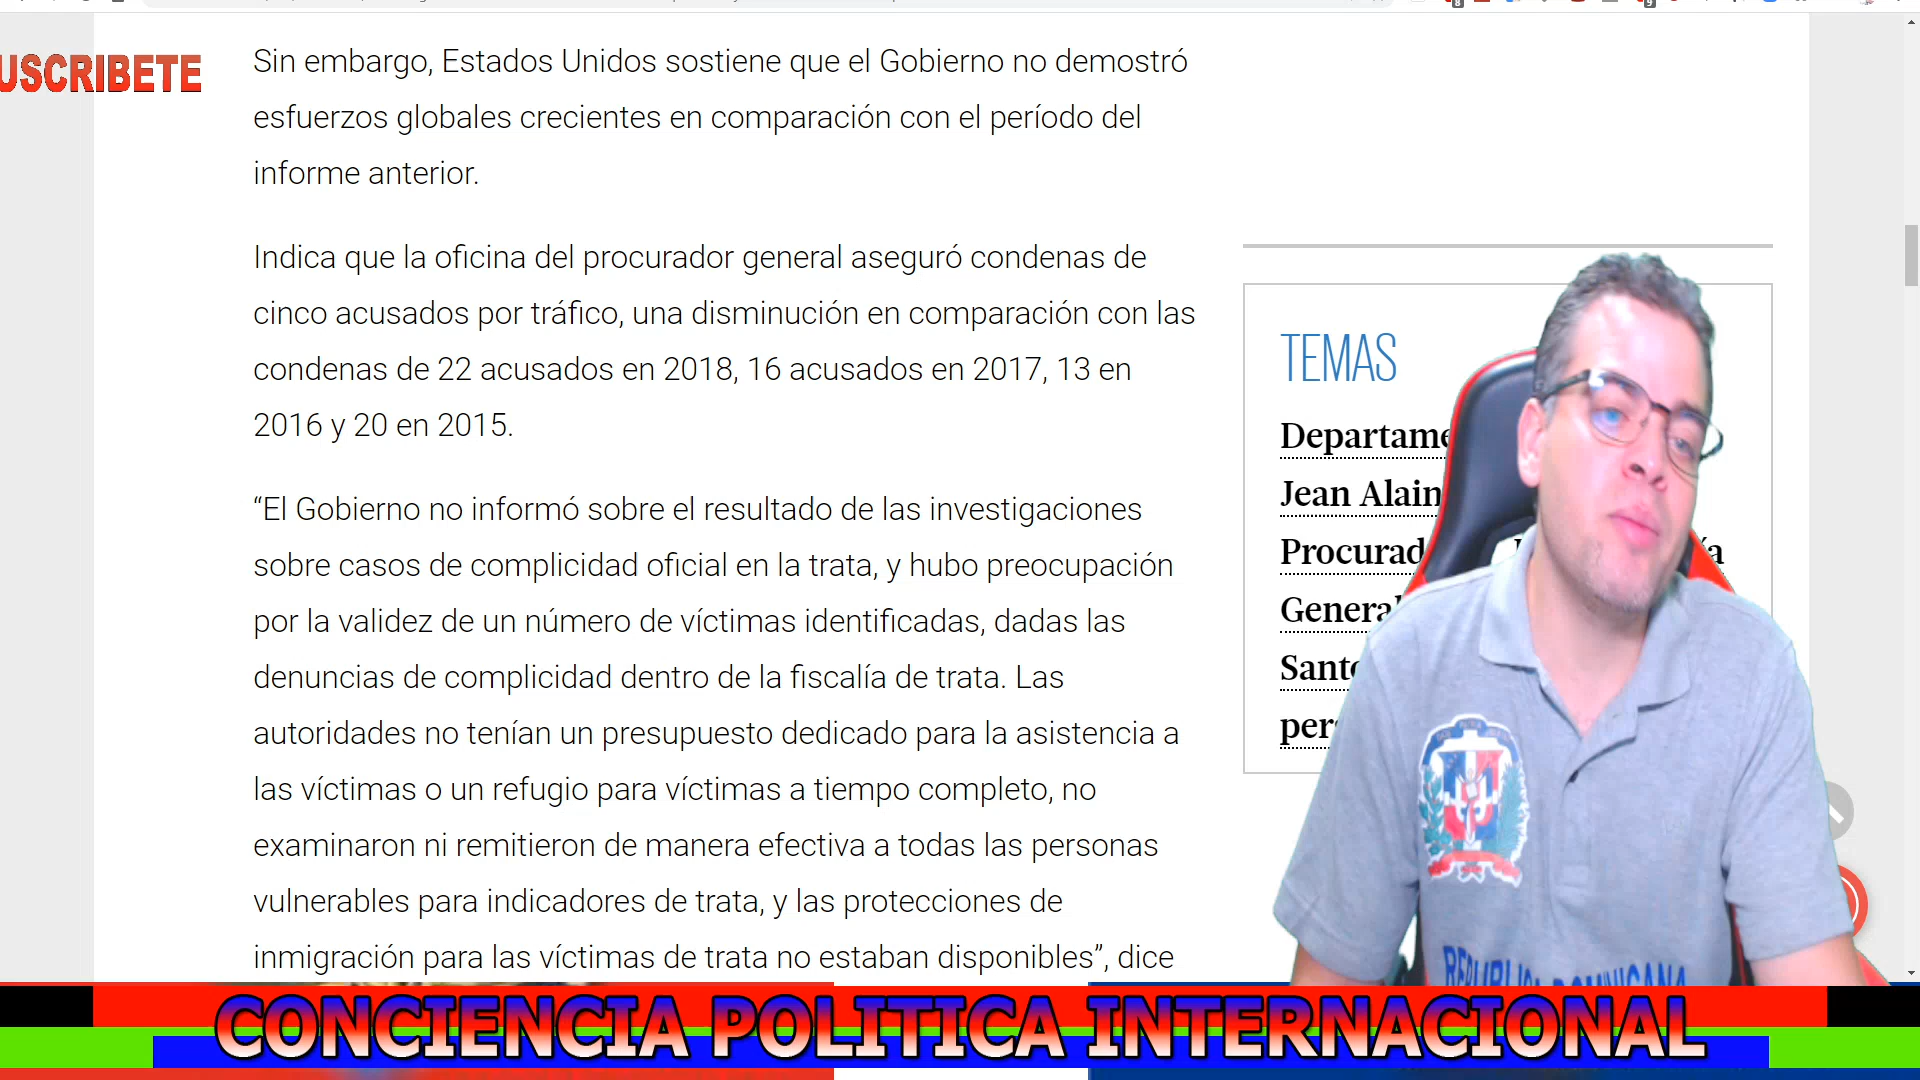 USCRIBETE
Sin embargo, Estados Unidos sostiene que el Gobierno no demostró
esfuerzos globales crecientes en comparación con el período del
informe anterior.
Indica que la oficina del procurador general aseguró condenas de
cinco acusados por tráfico, una disminución en comparación con las
condenas de 22 acusados en 2018, 16 acusados en 2017, 13 en
2016 y 20 en 2015.
“El Gobierno no informó sobre el resultado de las investigaciones
sobre casos de complicidad oficial en la trata, y hubo preocupación
por la validez de un número de víctimas identificadas, dadas las
denuncias de complicidad dentro de la fiscalía de trata. Las
autoridades no tenían un presupuesto dedicado para la asistencia a
las víctimas o un refugio para víctimas a tiempo completo, no
examinaron ni remitieron de manera efectiva a todas las personas
vulnerables para indicadores de trata, y las protecciones de
inmigración para las víctimas de trata no estaban disponibles”, dice
TEMAS
Departame
Jean Alain
Procurad
General
Santo
pers
REPUBLICA DOMINICANA
CONCIENCIA POLITICA INTERNACIONAL